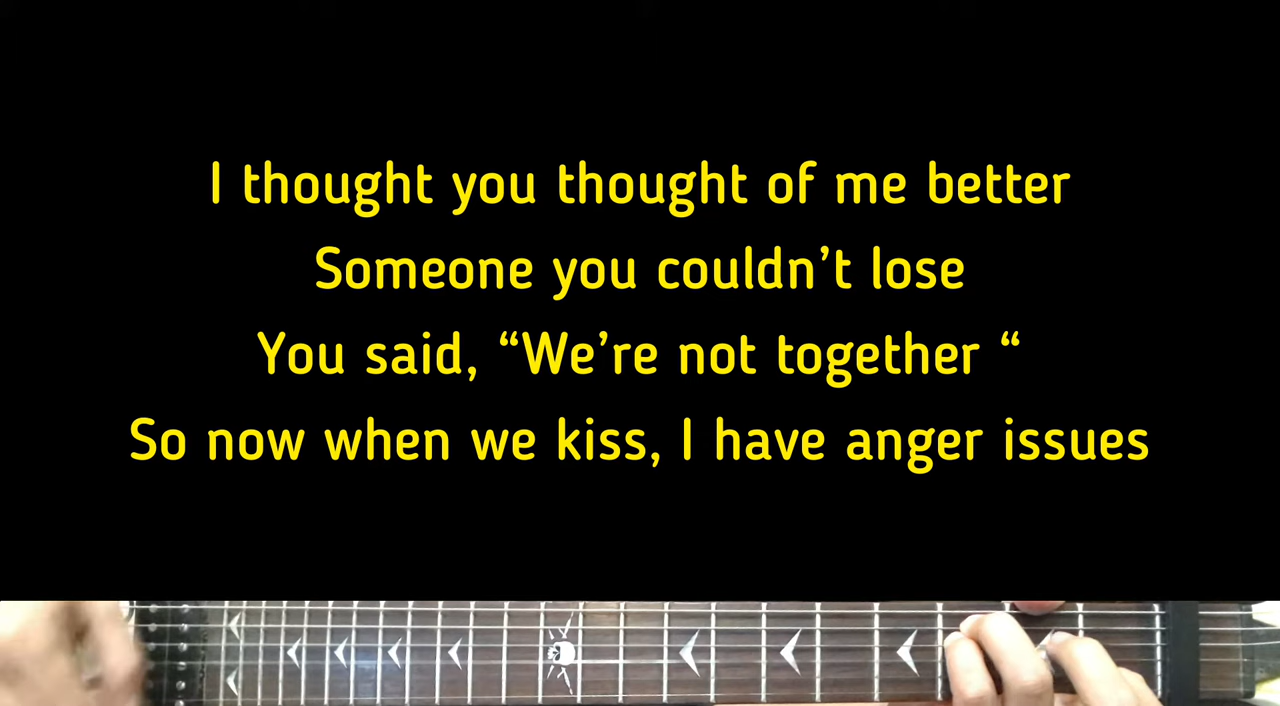 I thought you thought of me better
Someone you couldn’t lose
You said, “We’re not together “
So now when we kiss, I have anger issues